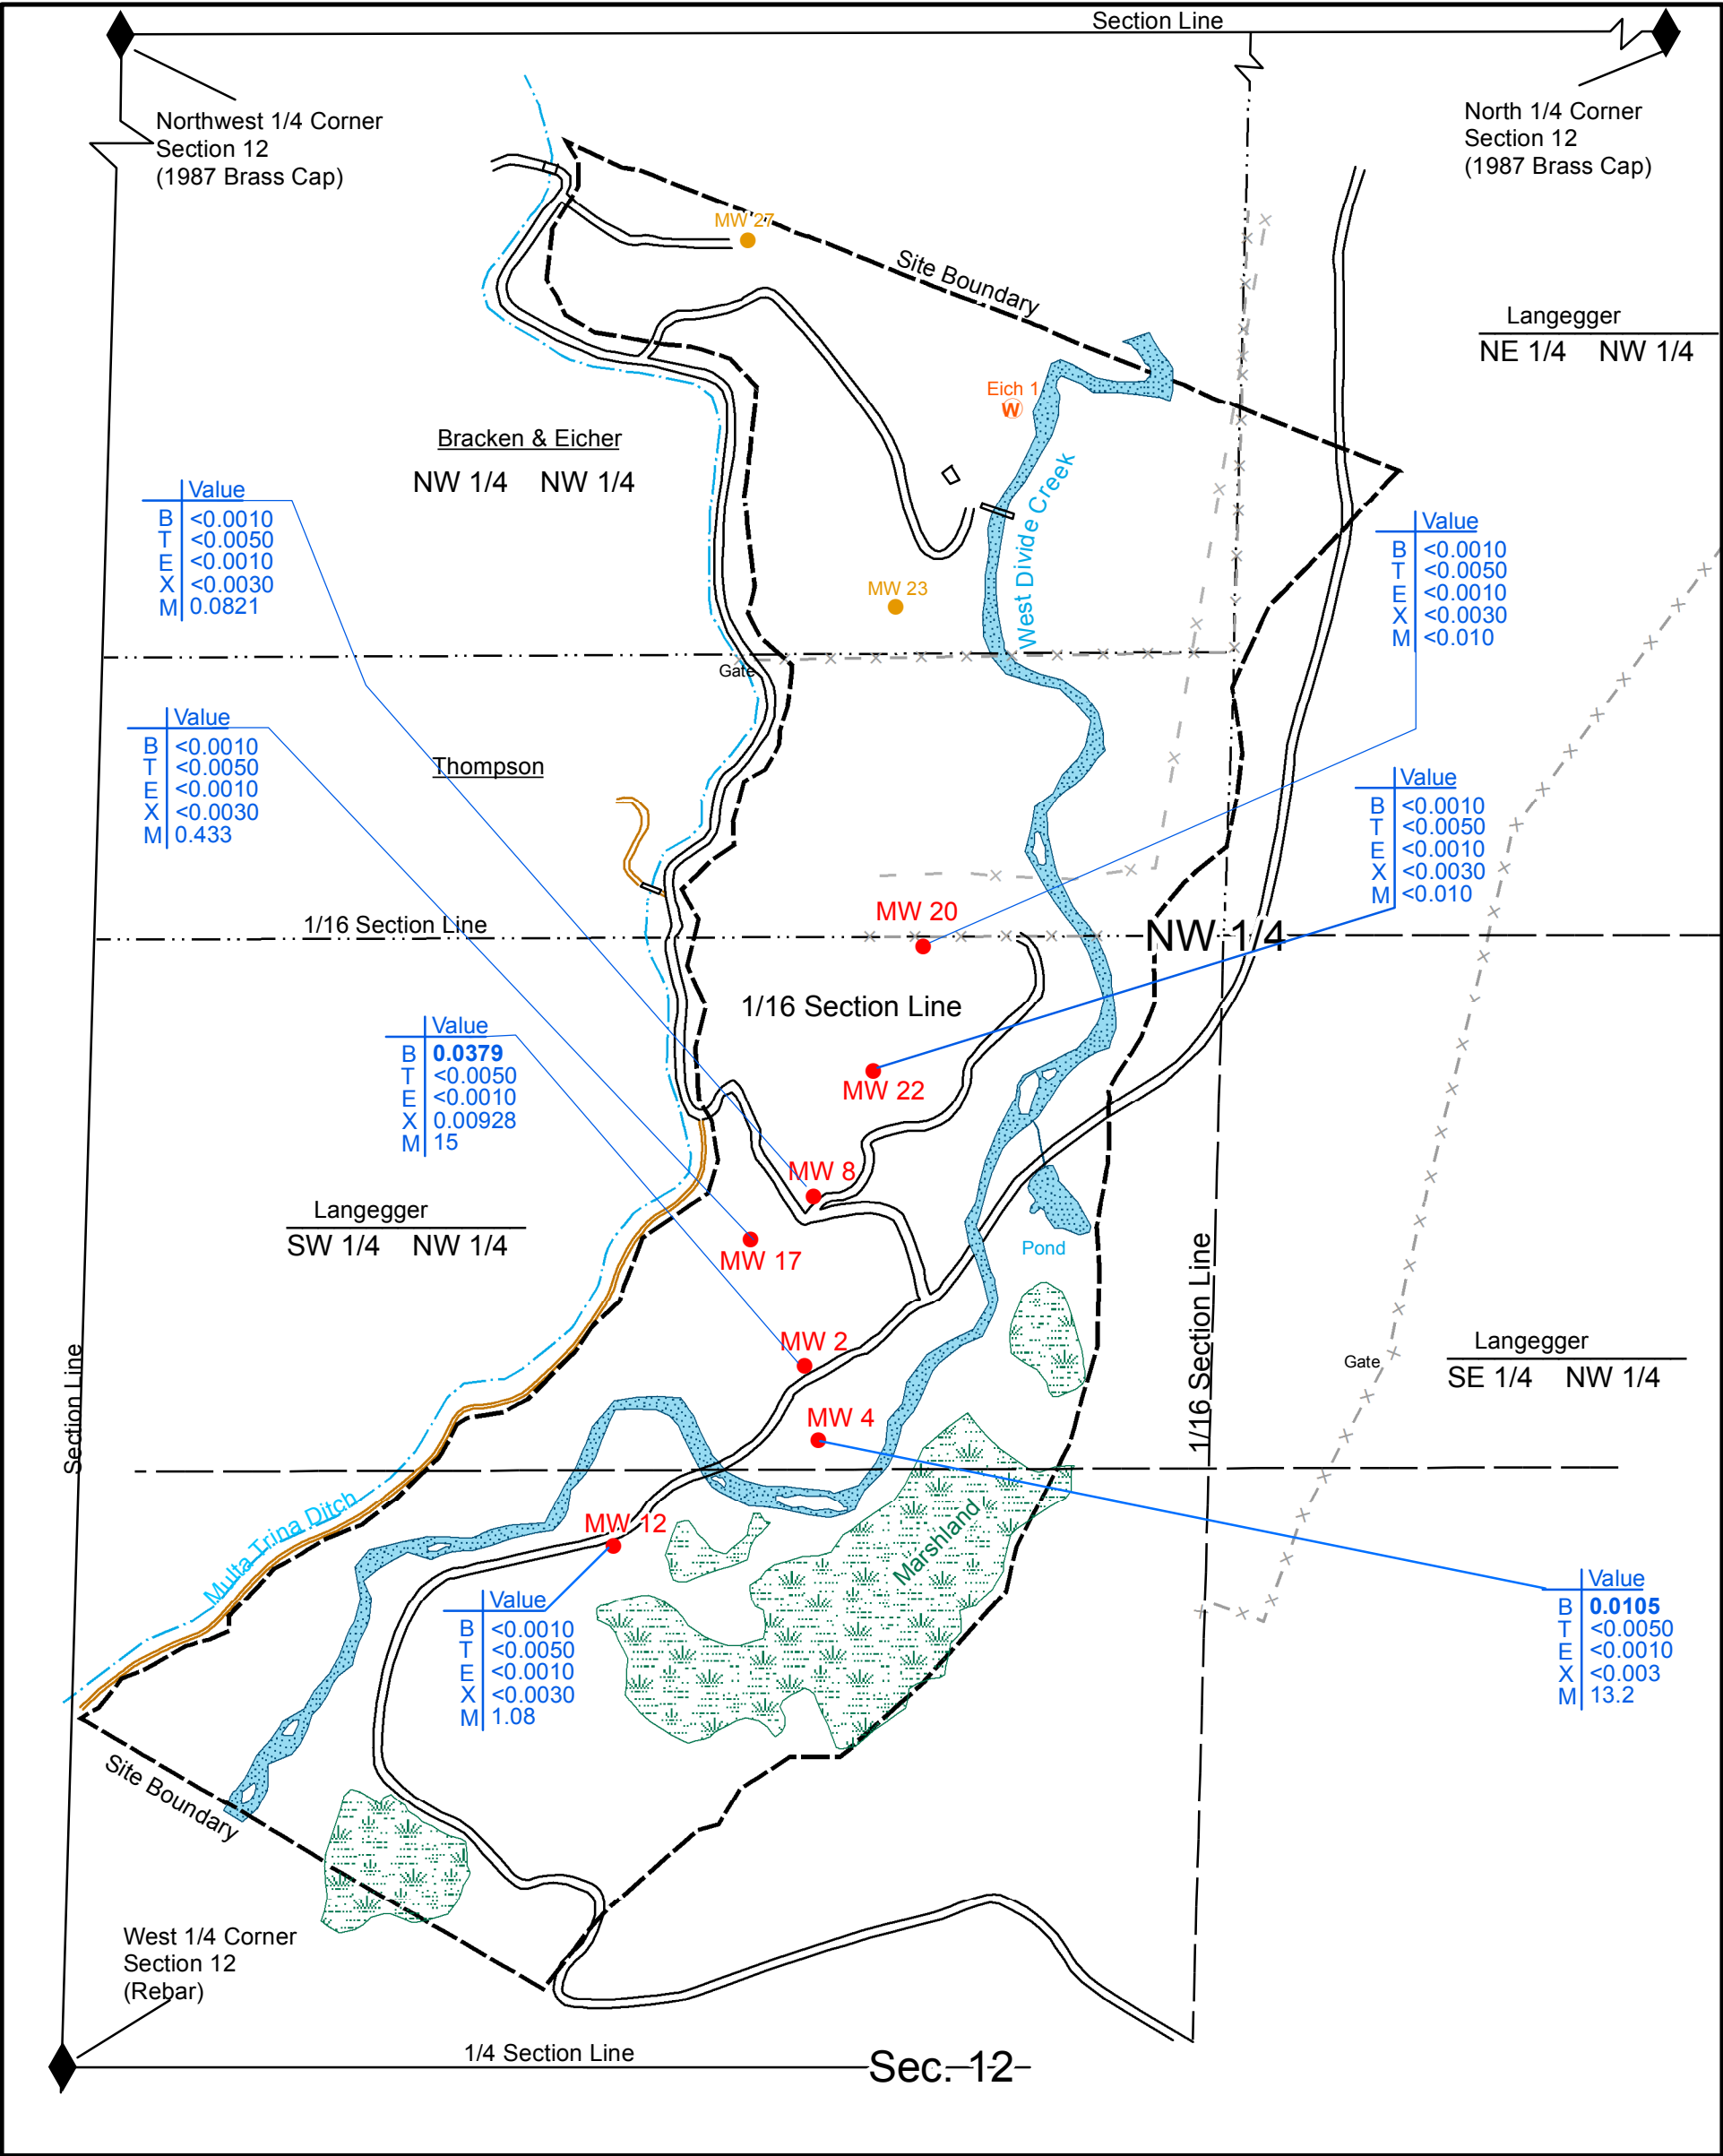 Section Line
Northwest 1/4 Corner
Section 12
(1987 Brass Cap)
North 1/4 Corner
Section 12
(1987 Brass Cap)
MW 27
Site Boundary
Langegger
NE 1/4 NW 1/4
Eich 1
W
Bracken & Eicher
NW 1/4 NW 1/4
West Divide Creek
Value
B <0.0010
T <0.0050
E <0.0010
X <0.0030
M 0.0821
Value
B <0.0010
T <0.0050
E <0.0010
X <0.0030
M <0.010
MW 23
Gate
Value
B <0.0010
T <0.0050
E <0.0010
X <0.0030
M 0.433
Thompson
Value
B <0.0010
T <0.0050
E <0.0010
X <0.0030
M <0.010
MW 20
1/16 Section Line
NW 1/4
1/16 Section Line
Value
B 0.0379
T <0.0050
E <0.0010
X 0.00928
M 15
MW 22
MW 8
Langegger
SW 1/4 NW 1/4
MW 17
Pond
1/16 Section Line
Section Line
MW 2
Gate
Langegger
SE 1/4 NW 1/4
MW 4
Multa Trina Ditch
MW 12
Marshland
Value
B <0.0010
T <0.0050
E <0.0010
X <0.0030
M 1.08
Value
B 0.0105
T <0.0050
E <0.0010
X <0.003
M 13.2
Site Boundary
West 1/4 Corner
Section 12
(Rebar)
1/4 Section Line
Sec. 12